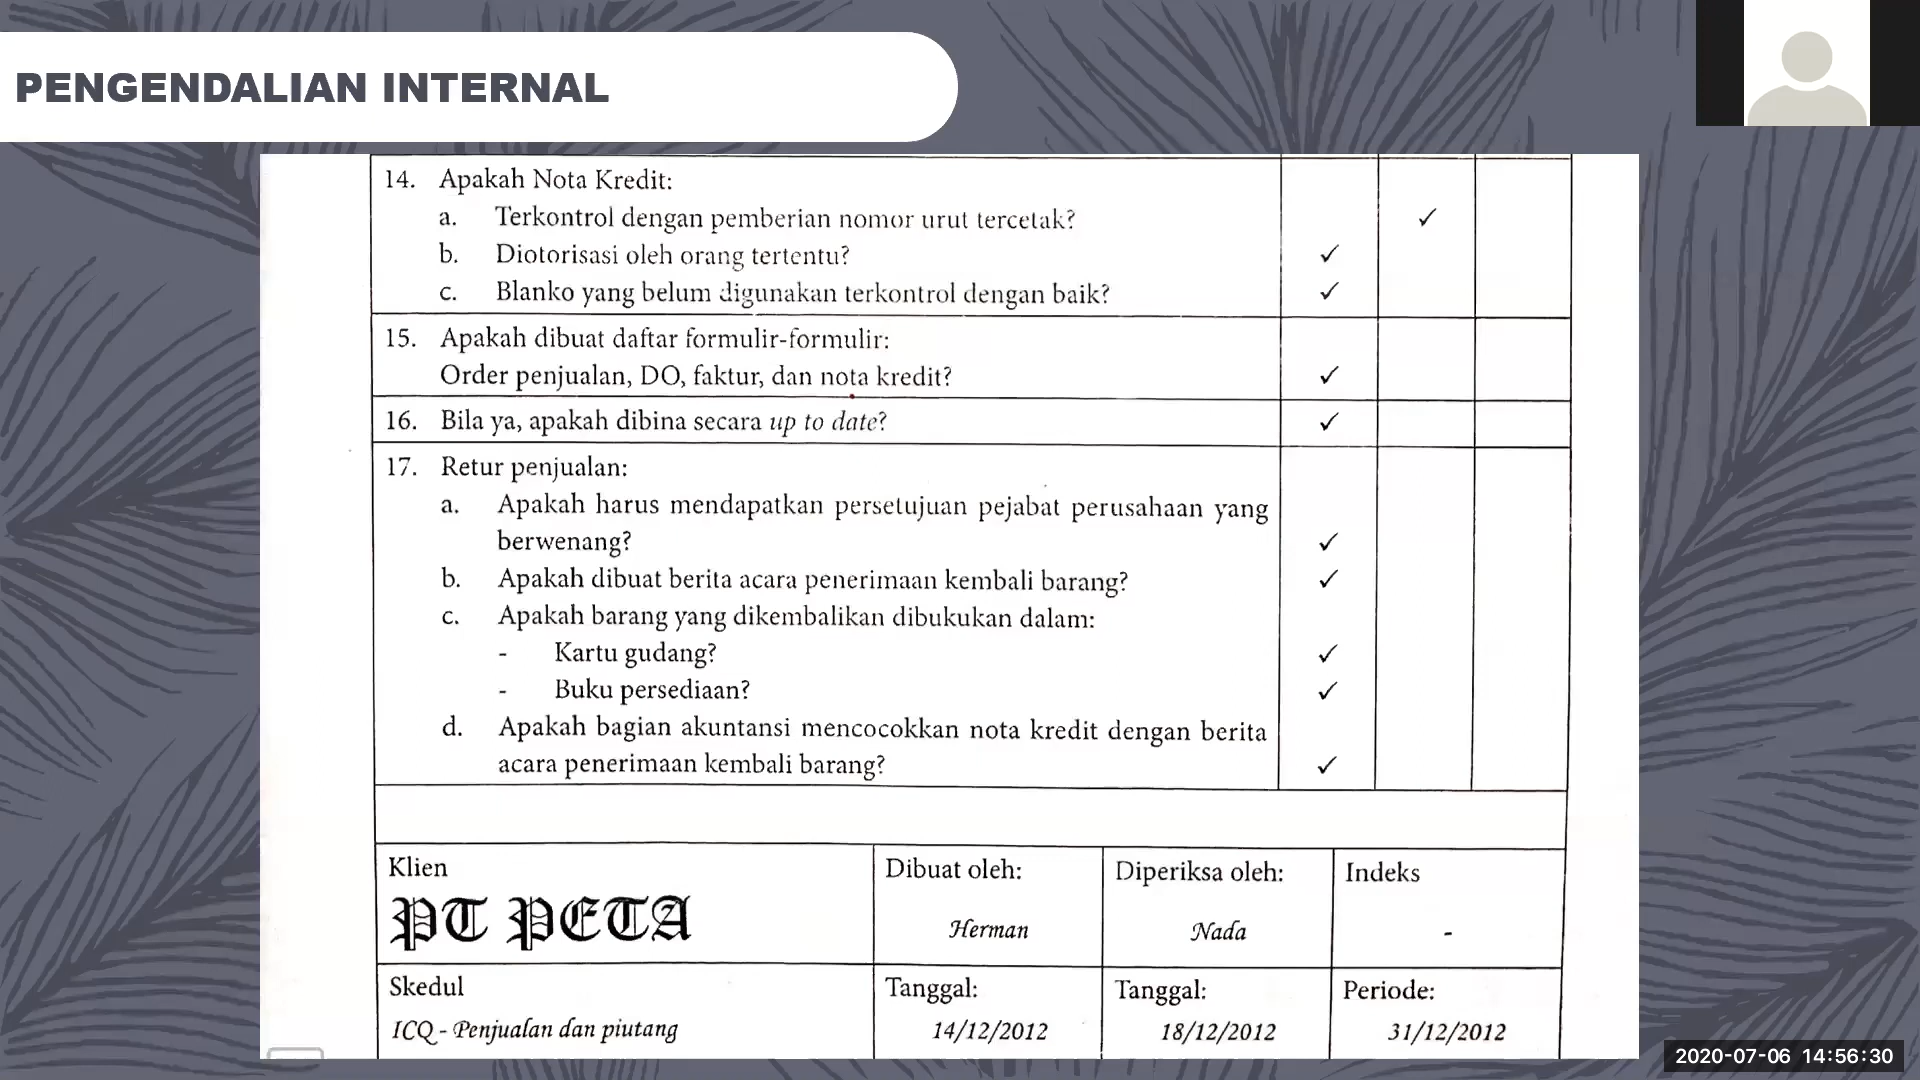 PENGENDALIAN INTERNAL
14. Apakah Nota Kredit:
a. Terkontrol dengan pemberian nomor urut tercetak? ✓
b. Diotorisasi oleh orang tertentu? ✓
c. Blanko yang belum digunakan terkontrol dengan baik? ✓
15. Apakah dibuat daftar formulir-formulir:
Order penjualan, DO, faktur, dan nota kredit? ✓
16. Bila ya, apakah dibina secara up to date? ✓
17. Retur penjualan:
a. Apakah harus mendapatkan persetujuan pejabat perusahaan yang
berwenang? ✓
b. Apakah dibuat berita acara penerimaan kembali barang? ✓
c. Apakah barang yang dikembalikan dibukukan dalam:
- Kartu gudang? ✓
- Buku persediaan? ✓
d. Apakah bagian akuntansi mencocokkan nota kredit dengan berita
acara penerimaan kembali barang? ✓
Klien Dibuat oleh: Diperiksa oleh: Indeks
PT PETA Herman Nada -
Skedul Tanggal: Tanggal: Periode:
ICQ - Penjualan dan piutang 14/12/2012 18/12/2012 31/12/2012
2020-07-06 14:56:30